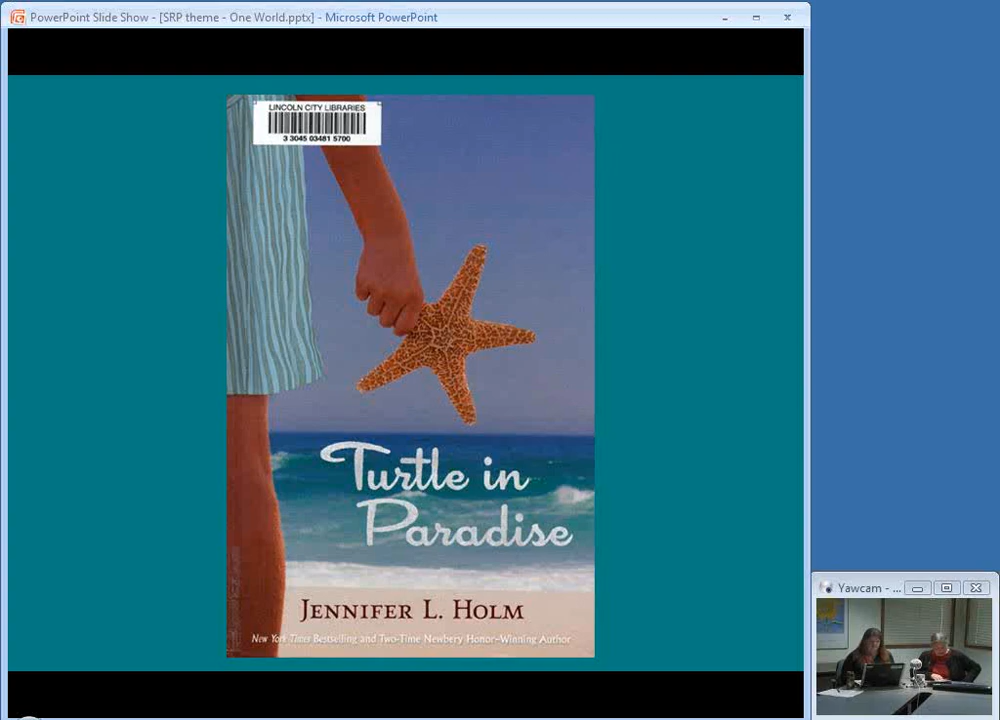 PowerPoint Slide Show - [SRP theme - One World.pptx] - Microsoft PowerPoint
LINCOLN CITY LIBRARIES
3 3045 03481 5700
Turtle in
Paradise
JENNIFER L. HOLM
New York Times Bestselling and Two-Time Newbery Honor-Winning Author
Yawcam - ...